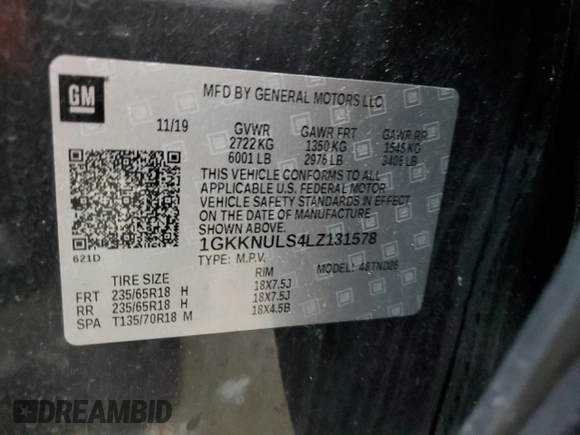 GM
MFD BY GENERAL MOTORS LLC
11/19 GVWR GAWR FRT GAWR RR
2722 KG 1350 KG 1545 KG
6001 LB 2976 LB 3406 LB
THIS VEHICLE CONFORMS TO ALL
APPLICABLE U.S. FEDERAL MOTOR
VEHICLE SAFETY STANDARDS IN EFFECT
ON THE DATE OF MANUFACTURE
SHOWN ABOVE.
1GKKNULS4LZ131578
621D
TYPE: M.P.V. MODEL: 48TND26
TIRE SIZE RIM
FRT 235/65R18 H 18X7.5J
RR 235/65R18 H 18X7.5J
SPA T135/70R18 M 18X4.5B
DREAMBID